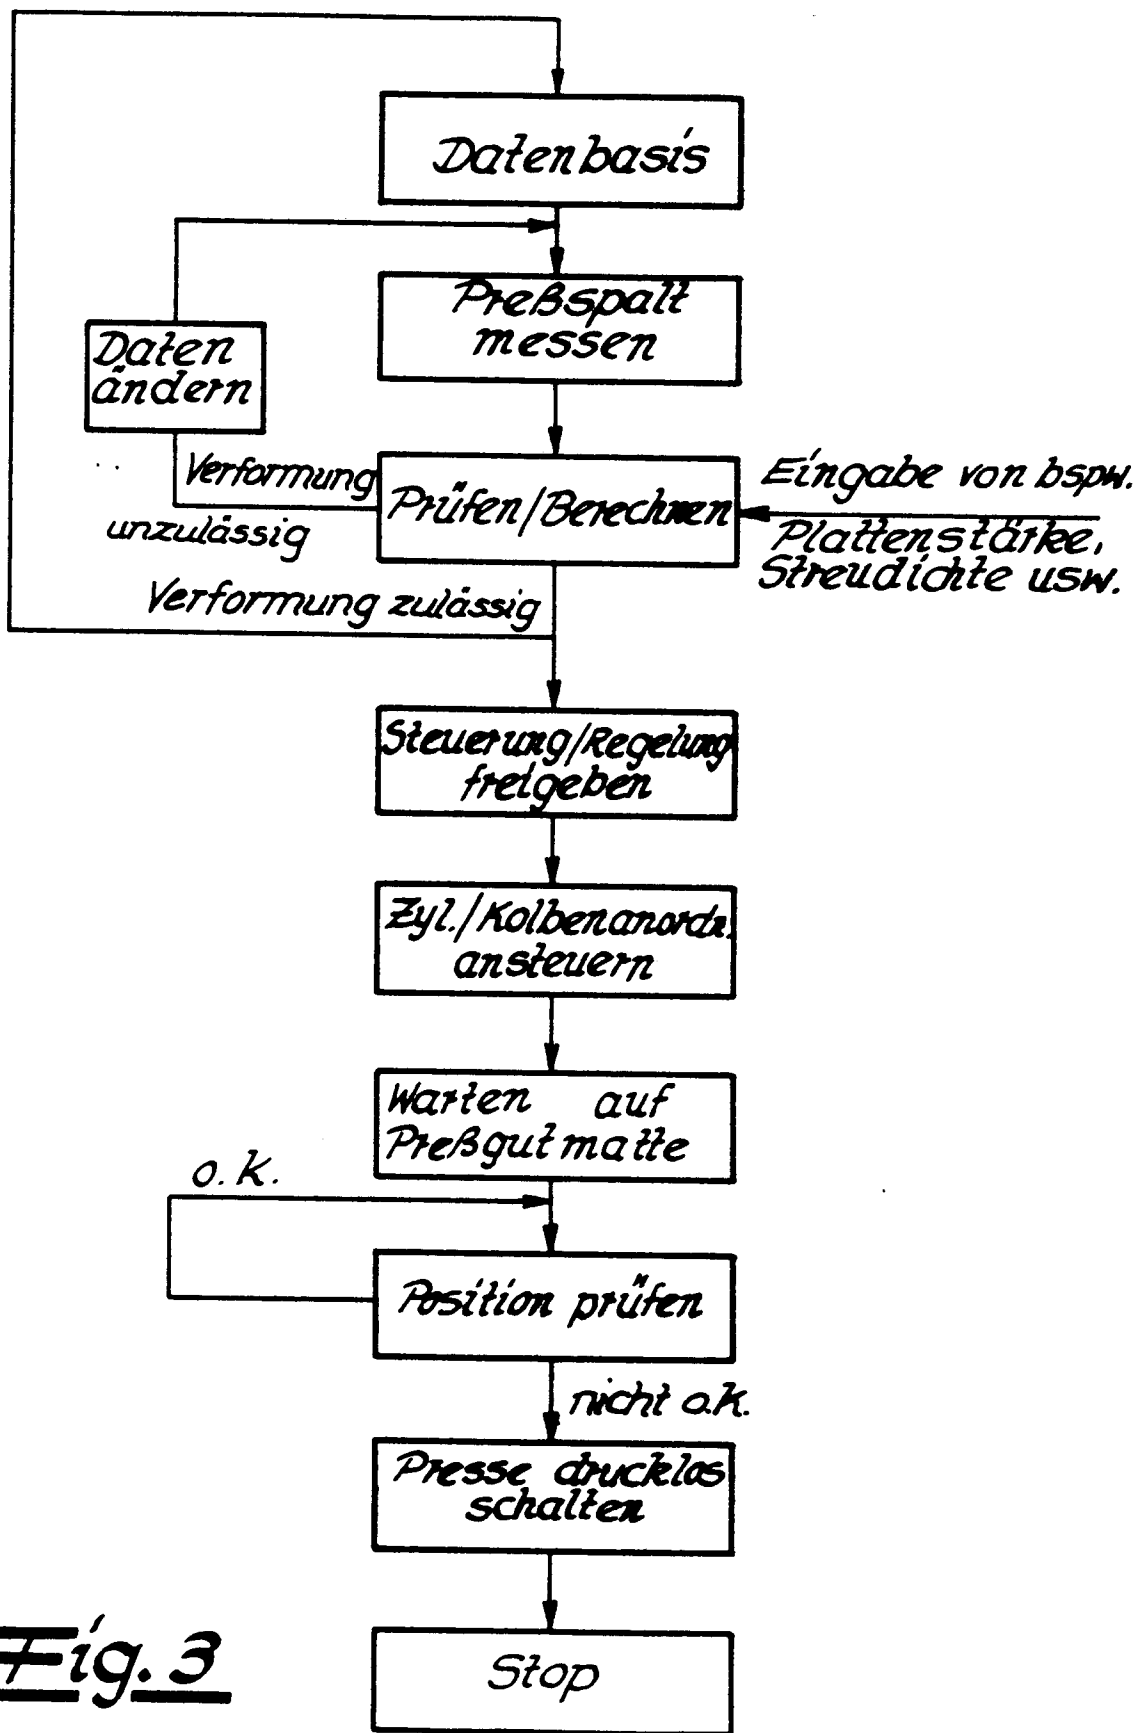 Datenbasis
Preßspalt
messen
Daten
ändern
Verformung
unzulässig
Prüfen/Berechnen
Eingabe von bspw.
Plattenstärke,
Streudichte usw.
Verformung zulässig
Steuerung/Regelung
freigeben
Zyl./Kolbenanordn.
ansteuern
Warten auf
Preßgutmatte
o.k.
Position prüfen
nicht o.k.
Presse drucklos
schalten
Stop
Fig. 3